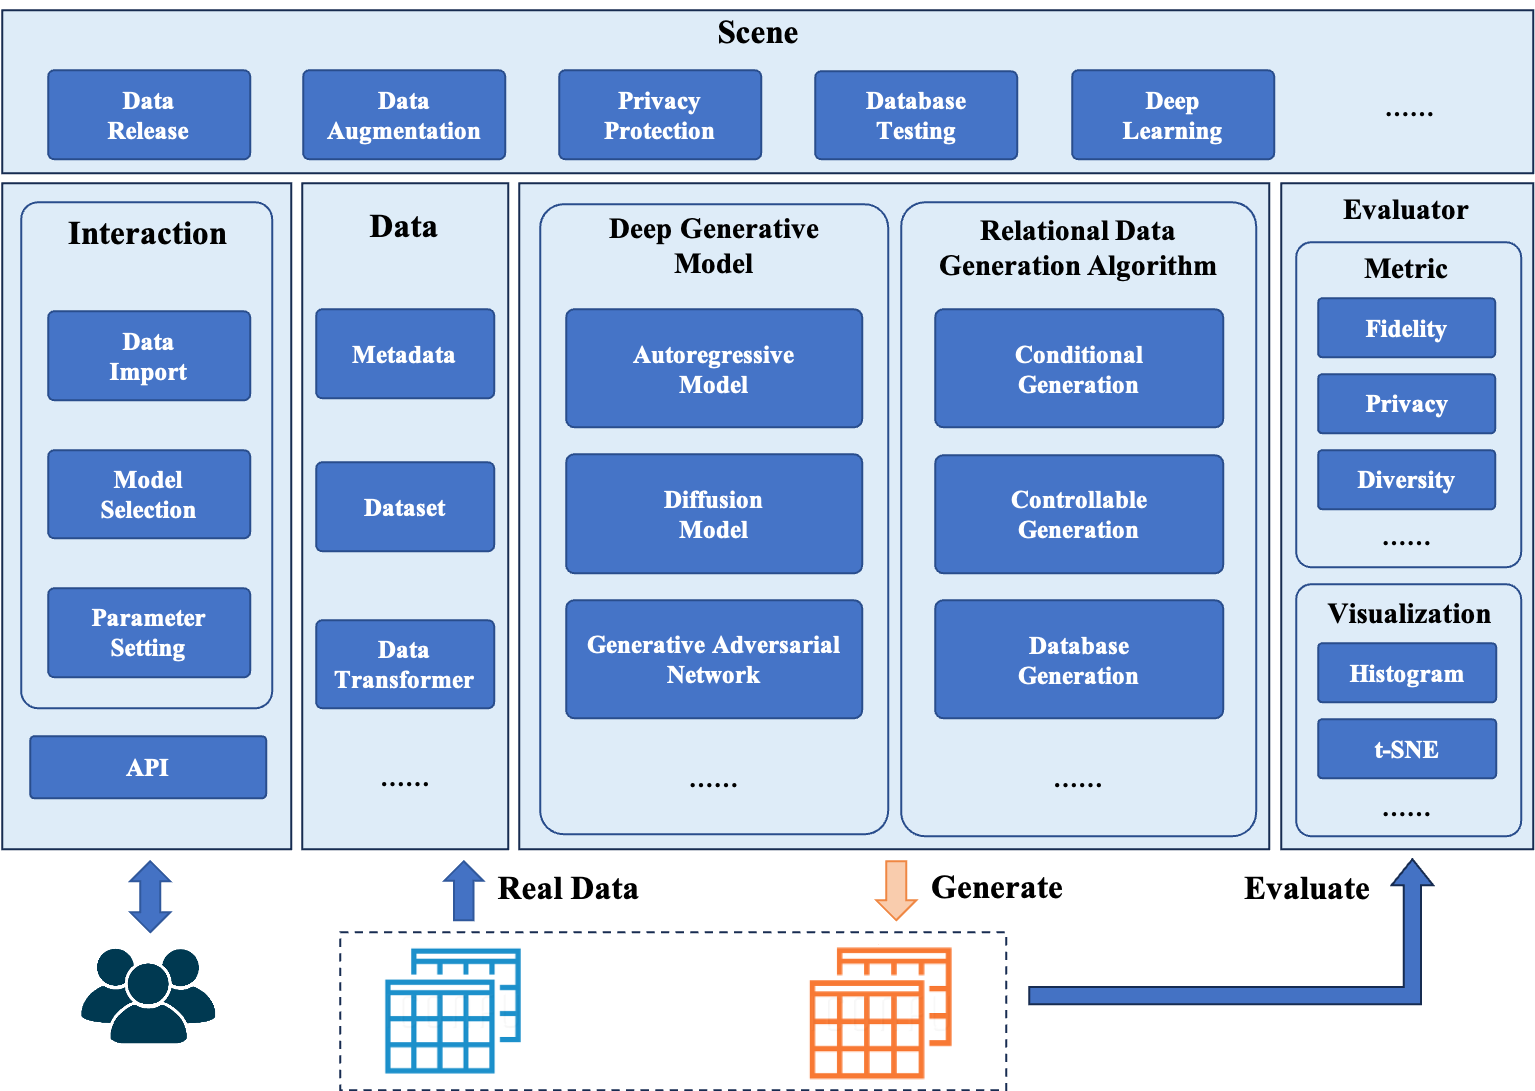 Scene
Data
Release
Data
Augmentation
Privacy
Protection
Database
Testing
Deep
Learning
......
Interaction
Data
Import
Model
Selection
Parameter
Setting
API
Data
Metadata
Dataset
Data
Transformer
......
Deep Generative
Model
Autoregressive
Model
Diffusion
Model
Generative Adversarial
Network
......
Relational Data
Generation Algorithm
Conditional
Generation
Controllable
Generation
Database
Generation
......
Evaluator
Metric
Fidelity
Privacy
Diversity
......
Visualization
Histogram
t-SNE
......
Real Data
Generate
Evaluate